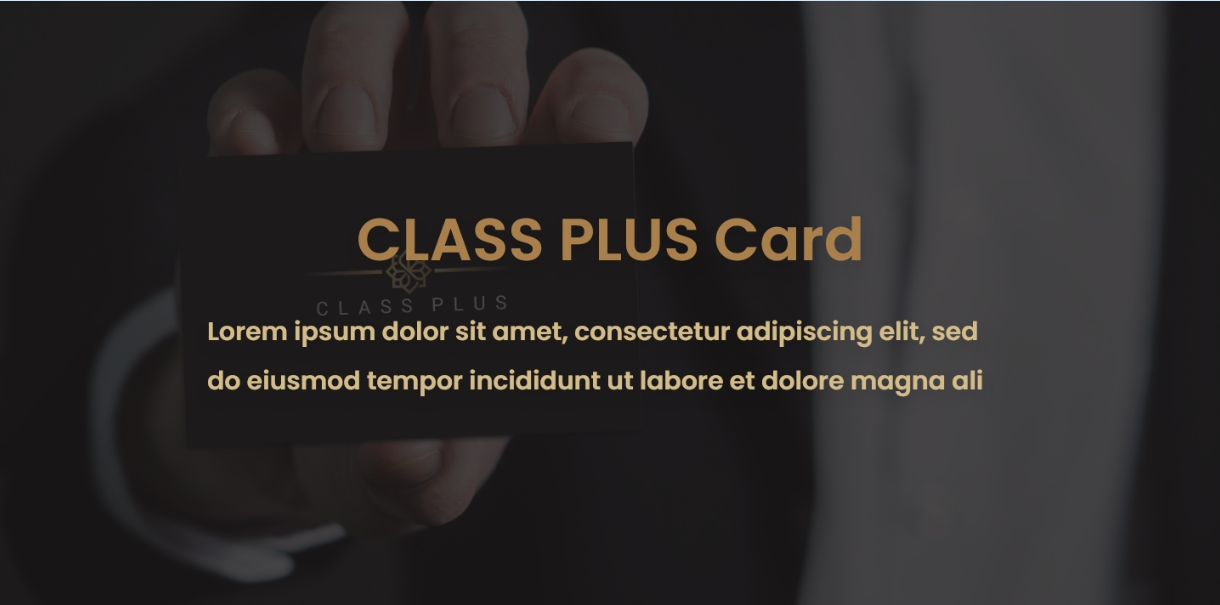 CLASS PLUS Card
CLASS PLUS
Lorem ipsum dolor sit amet, consectetur adipiscing elit, sed
do eiusmod tempor incididunt ut labore et dolore magna ali